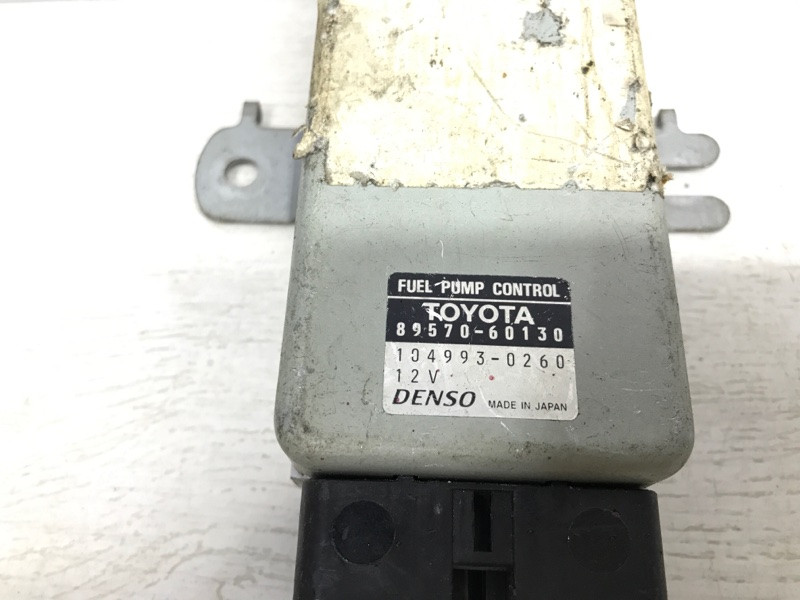 FUEL PUMP CONTROL
TOYOTA
89570-60130
104993-0260
12V
DENSO MADE IN JAPAN